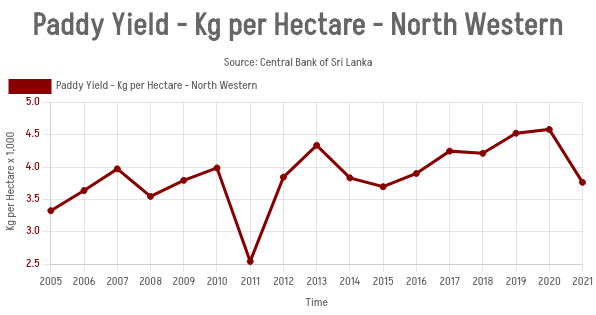 Paddy Yield - Kg per Hectare - North Western
Source: Central Bank of Sri Lanka
Paddy Yield - Kg per Hectare - North Western
Kg per Hectare x 1,000
5.0
4.5
4.0
3.5
3.0
2.5
2005 2006 2007 2008 2009 2010 2011 2012 2013 2014 2015 2016 2017 2018 2019 2020 2021
Time